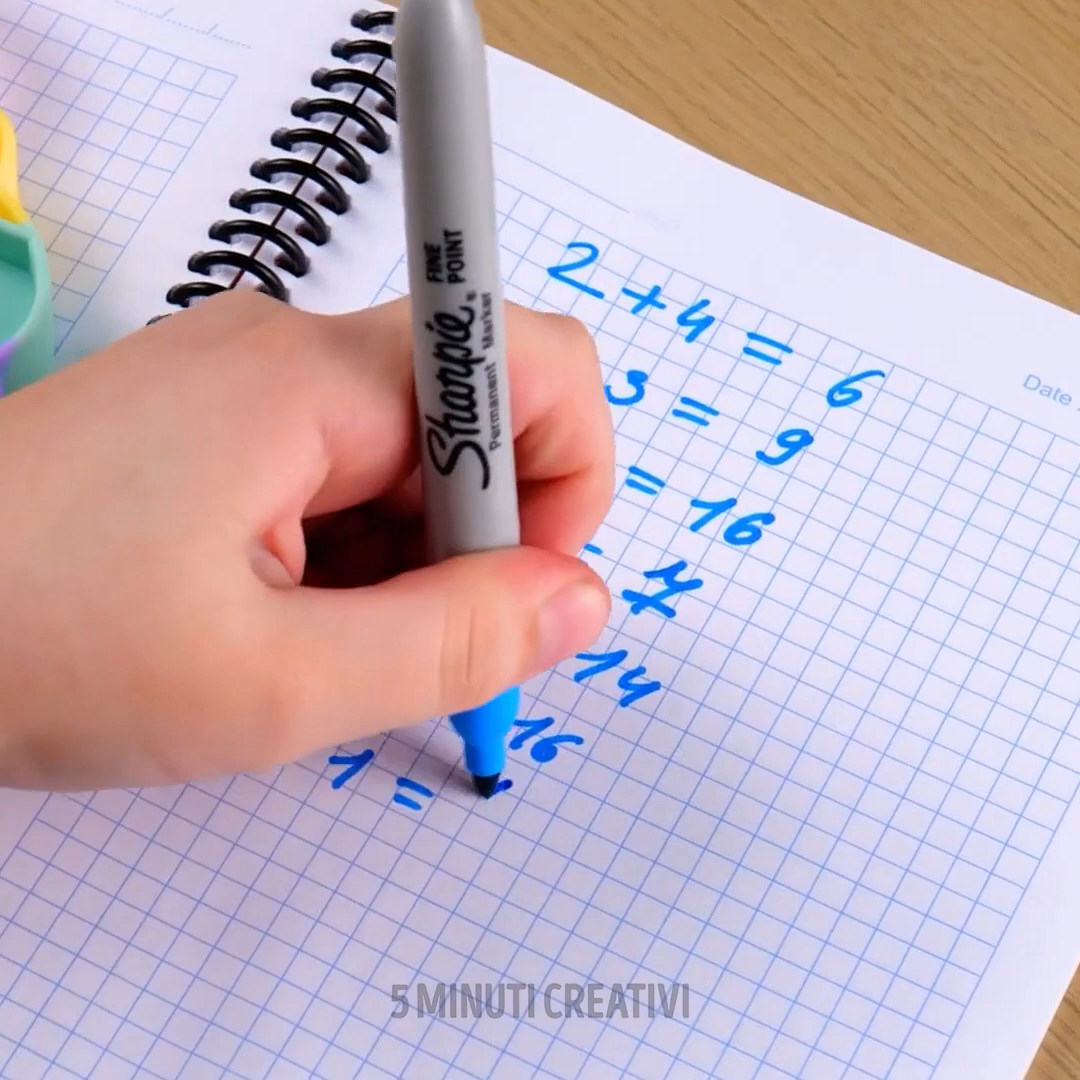 2+4 = 6
3 = 9
= 16
7
14
16
1 =
Date
Sharpie®
Permanent Marker
FINE
POINT
5 MINUTI CREATIVI